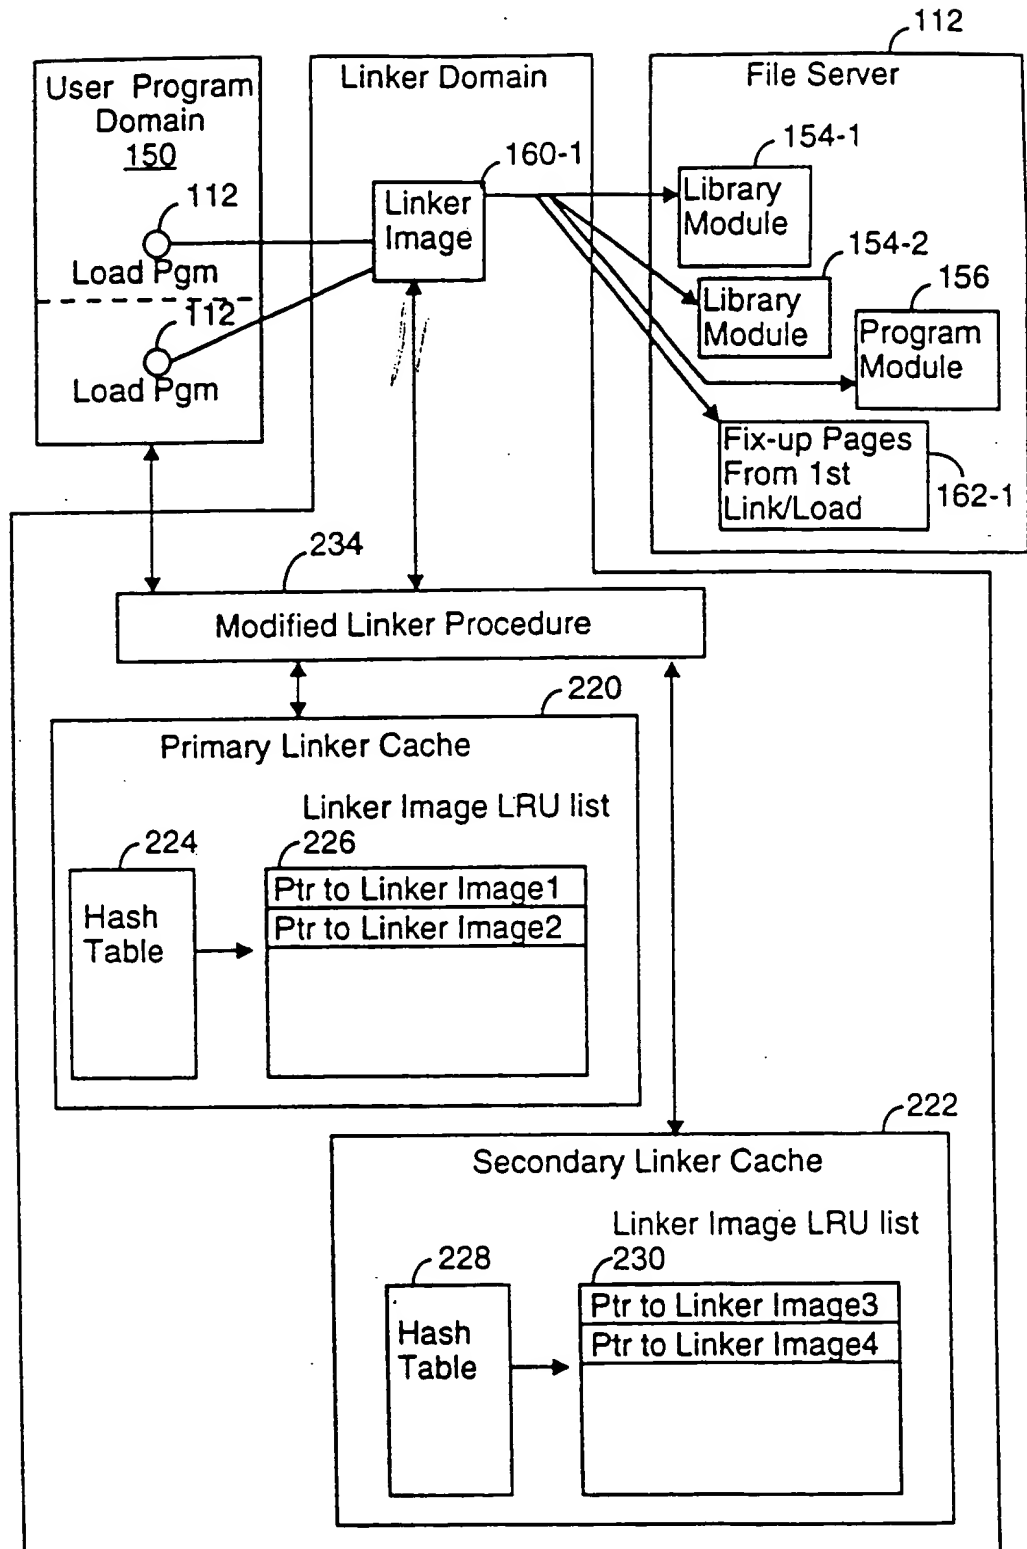 112
User Program
Domain
150
112
Load Pgm
112
Load Pgm
Linker Domain
160-1
Linker
Image
File Server
154-1
Library
Module
154-2
Library
Module
156
Program
Module
Fix-up Pages
From 1st
Link/Load
162-1
234
Modified Linker Procedure
220
Primary Linker Cache
Linker Image LRU list
224
226
Hash
Table
Ptr to Linker Image1
Ptr to Linker Image2
222
Secondary Linker Cache
Linker Image LRU list
228
230
Hash
Table
Ptr to Linker Image3
Ptr to Linker Image4